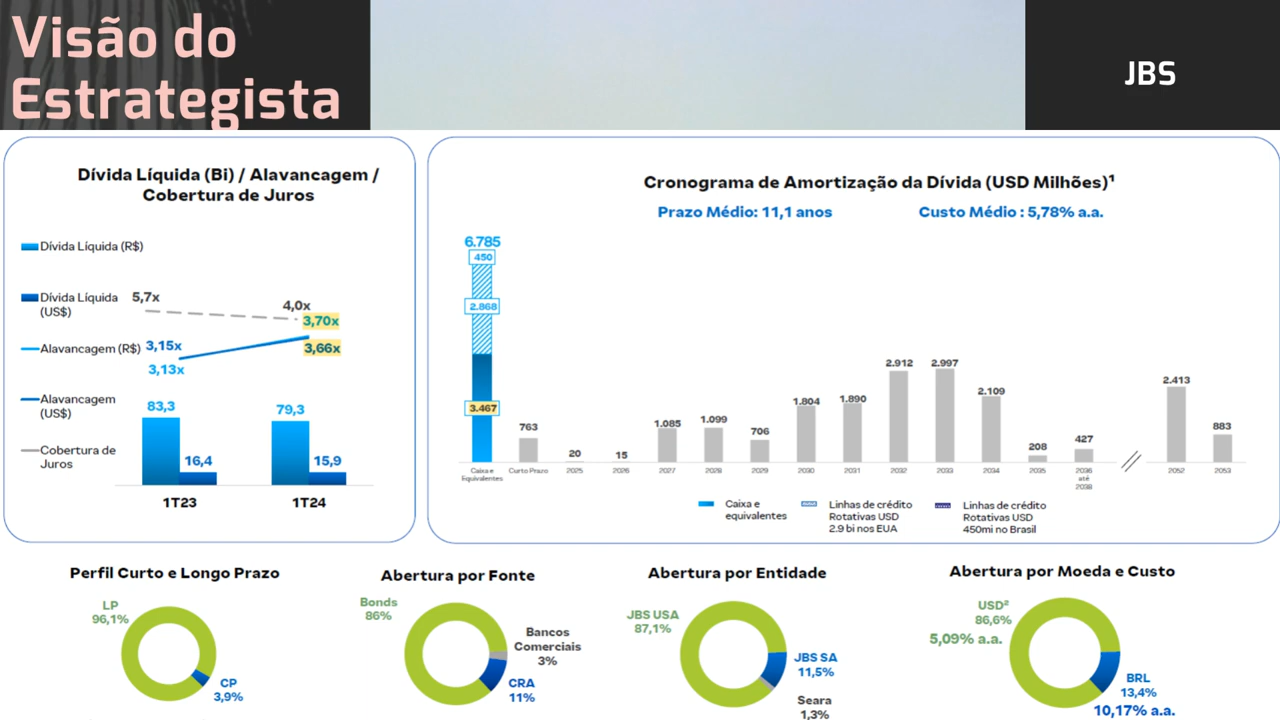 Visão do
Estrategista
JBS
Dívida Líquida (Bi) / Alavancagem /
Cobertura de Juros
Dívida Líquida (R$)
Dívida Líquida
(US$)
Alavancagem (R$)
Alavancagem
(US$)
Cobertura de
Juros
5,7x
4,0x
3,70x
3,15x
3,66x
3,13x
83,3
79,3
16,4
15,9
1T23
1T24
Cronograma de Amortização da Dívida (USD Milhões)¹
Prazo Médio: 11,1 anos
Custo Médio : 5,78% a.a.
6.785
450
2.868
3.467
763
20
15
1.085
1.099
706
1.804
1.890
2.912
2.997
2.109
208
427
2.413
883
Caixa e
Equivalentes
Curto Prazo
2025
2026
2027
2028
2029
2030
2031
2032
2033
2034
2035
2036
até
2038
2052
2053
Caixa e
equivalentes
Linhas de crédito
Rotativas USD
2.9 bi nos EUA
Linhas de crédito
Rotativas USD
450mi no Brasil
Perfil Curto e Longo Prazo
LP
96,1%
CP
3,9%
Abertura por Fonte
Bonds
86%
Bancos
Comerciais
3%
CRA
11%
Abertura por Entidade
JBS USA
87,1%
JBS SA
11,5%
Seara
1,3%
Abertura por Moeda e Custo
USD²
86,6%
5,09% a.a.
BRL
13,4%
10,17% a.a.